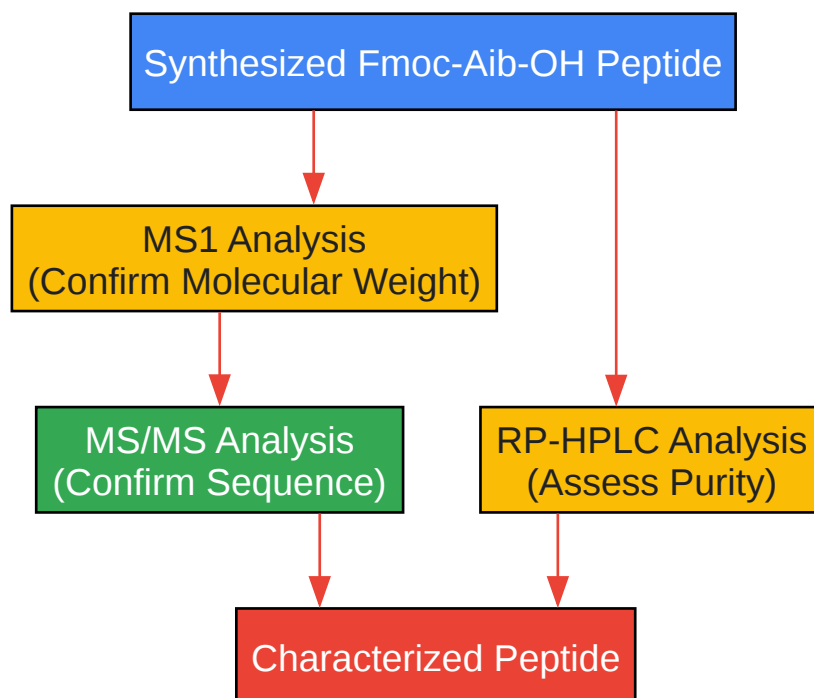 Synthesized Fmoc-Aib-OH Peptide
MS1 Analysis
(Confirm Molecular Weight)
MS/MS Analysis
(Confirm Sequence)
RP-HPLC Analysis
(Assess Purity)
Characterized Peptide